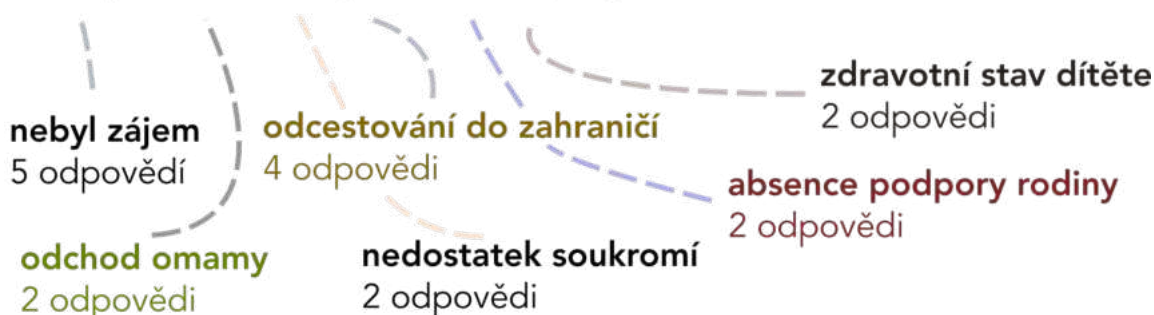 zdravotní stav dítěte
2 odpovědi
nebyl zájem
5 odpovědí
odcestování do zahraničí
4 odpovědi
absence podpory rodiny
2 odpovědi
odchod omamy
2 odpovědi
nedostatek soukromí
2 odpovědi